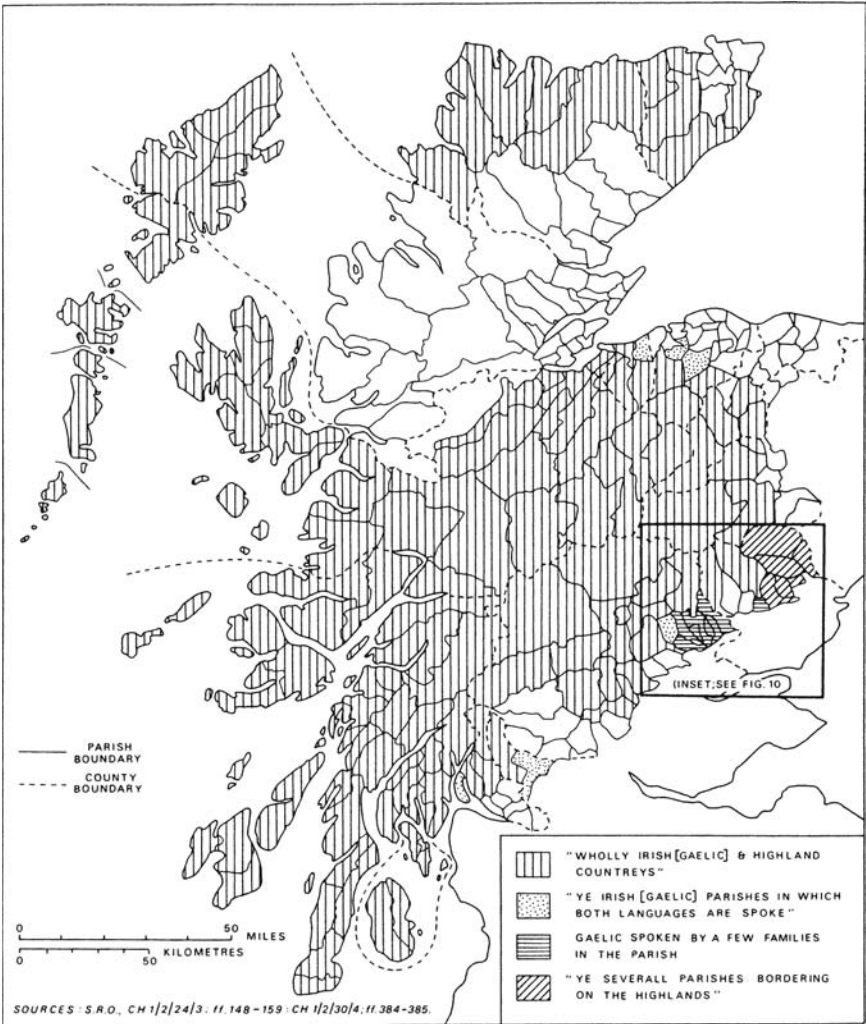 (INSET; SEE FIG. 10
PARISH
BOUNDARY
COUNTY
BOUNDARY
"WHOLLY IRISH [GAELIC] & HIGHLAND
COUNTREYS"
"YE IRISH [GAELIC] PARISHES IN WHICH
BOTH LANGUAGES ARE SPOKE"
GAELIC SPOKEN BY A FEW FAMILIES
IN THE PARISH
"YE SEVERALL PARISHES BORDERING
ON THE HIGHLANDS"
0 50
MILES
KILOMETRES
0 50
SOURCES: S.R.O., CH 1/2/24/3; ff. 148-159: CH 1/2/30/4; ff. 384-385.